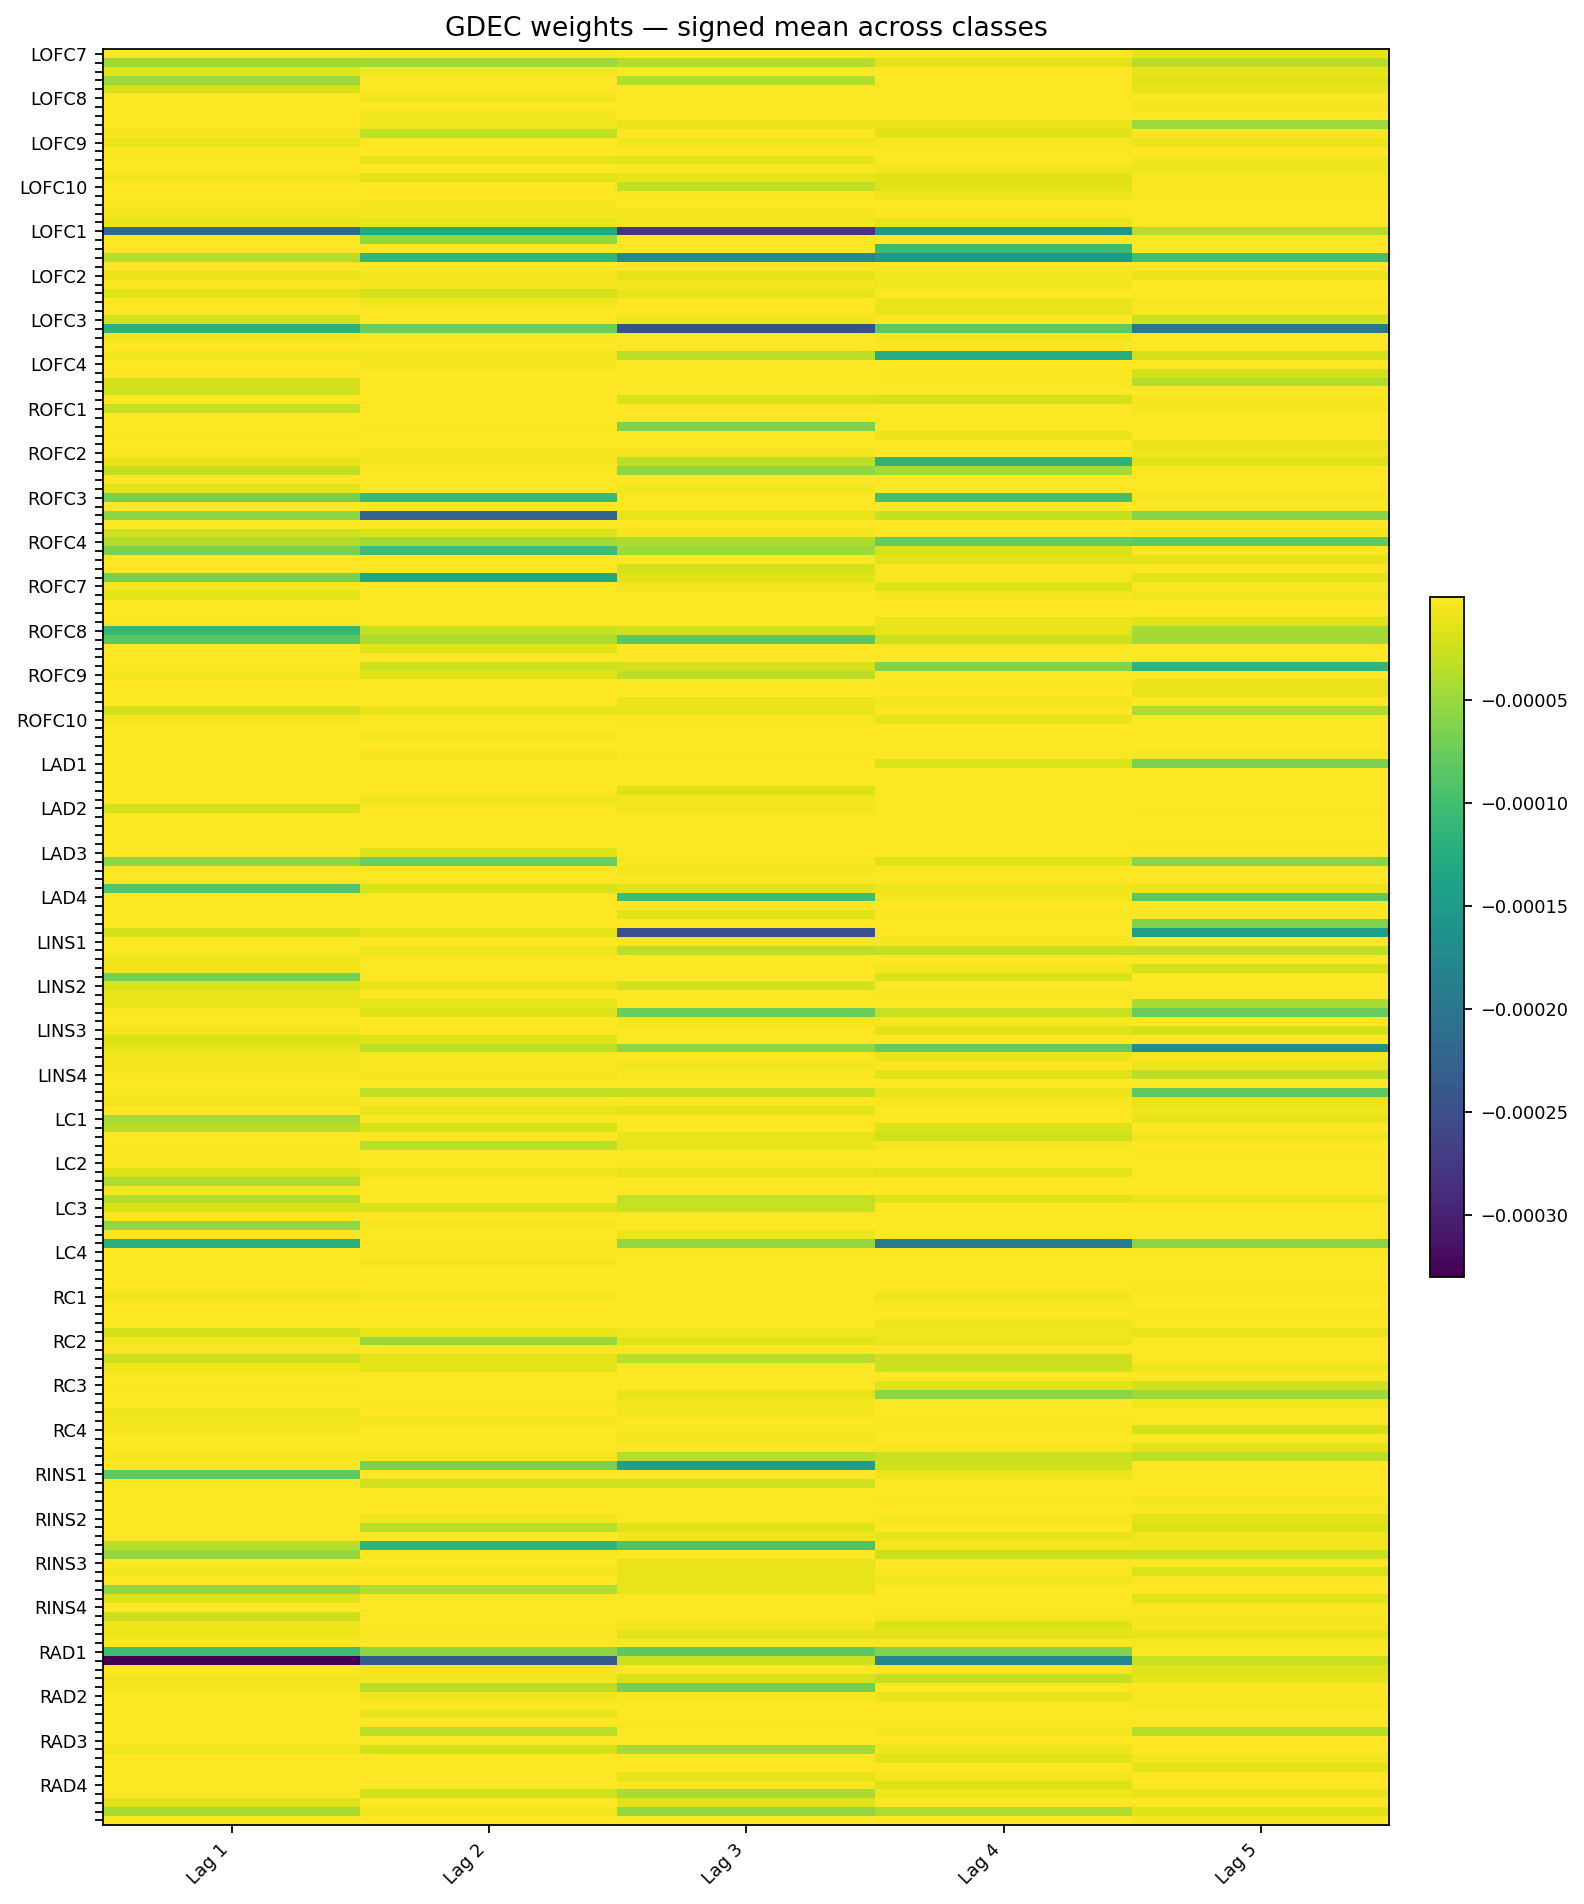 GDEC weights — signed mean across classes
LOFC7
LOFC8
LOFC9
LOFC10
LOFC1
LOFC2
LOFC3
LOFC4
ROFC1
ROFC2
ROFC3
ROFC4
ROFC7
ROFC8
ROFC9
ROFC10
LAD1
LAD2
LAD3
LAD4
LINS1
LINS2
LINS3
LINS4
LC1
LC2
LC3
LC4
RC1
RC2
RC3
RC4
RINS1
RINS2
RINS3
RINS4
RAD1
RAD2
RAD3
RAD4
Lag 1
Lag 2
Lag 3
Lag 4
Lag 5
−0.00005
−0.00010
−0.00015
−0.00020
−0.00025
−0.00030